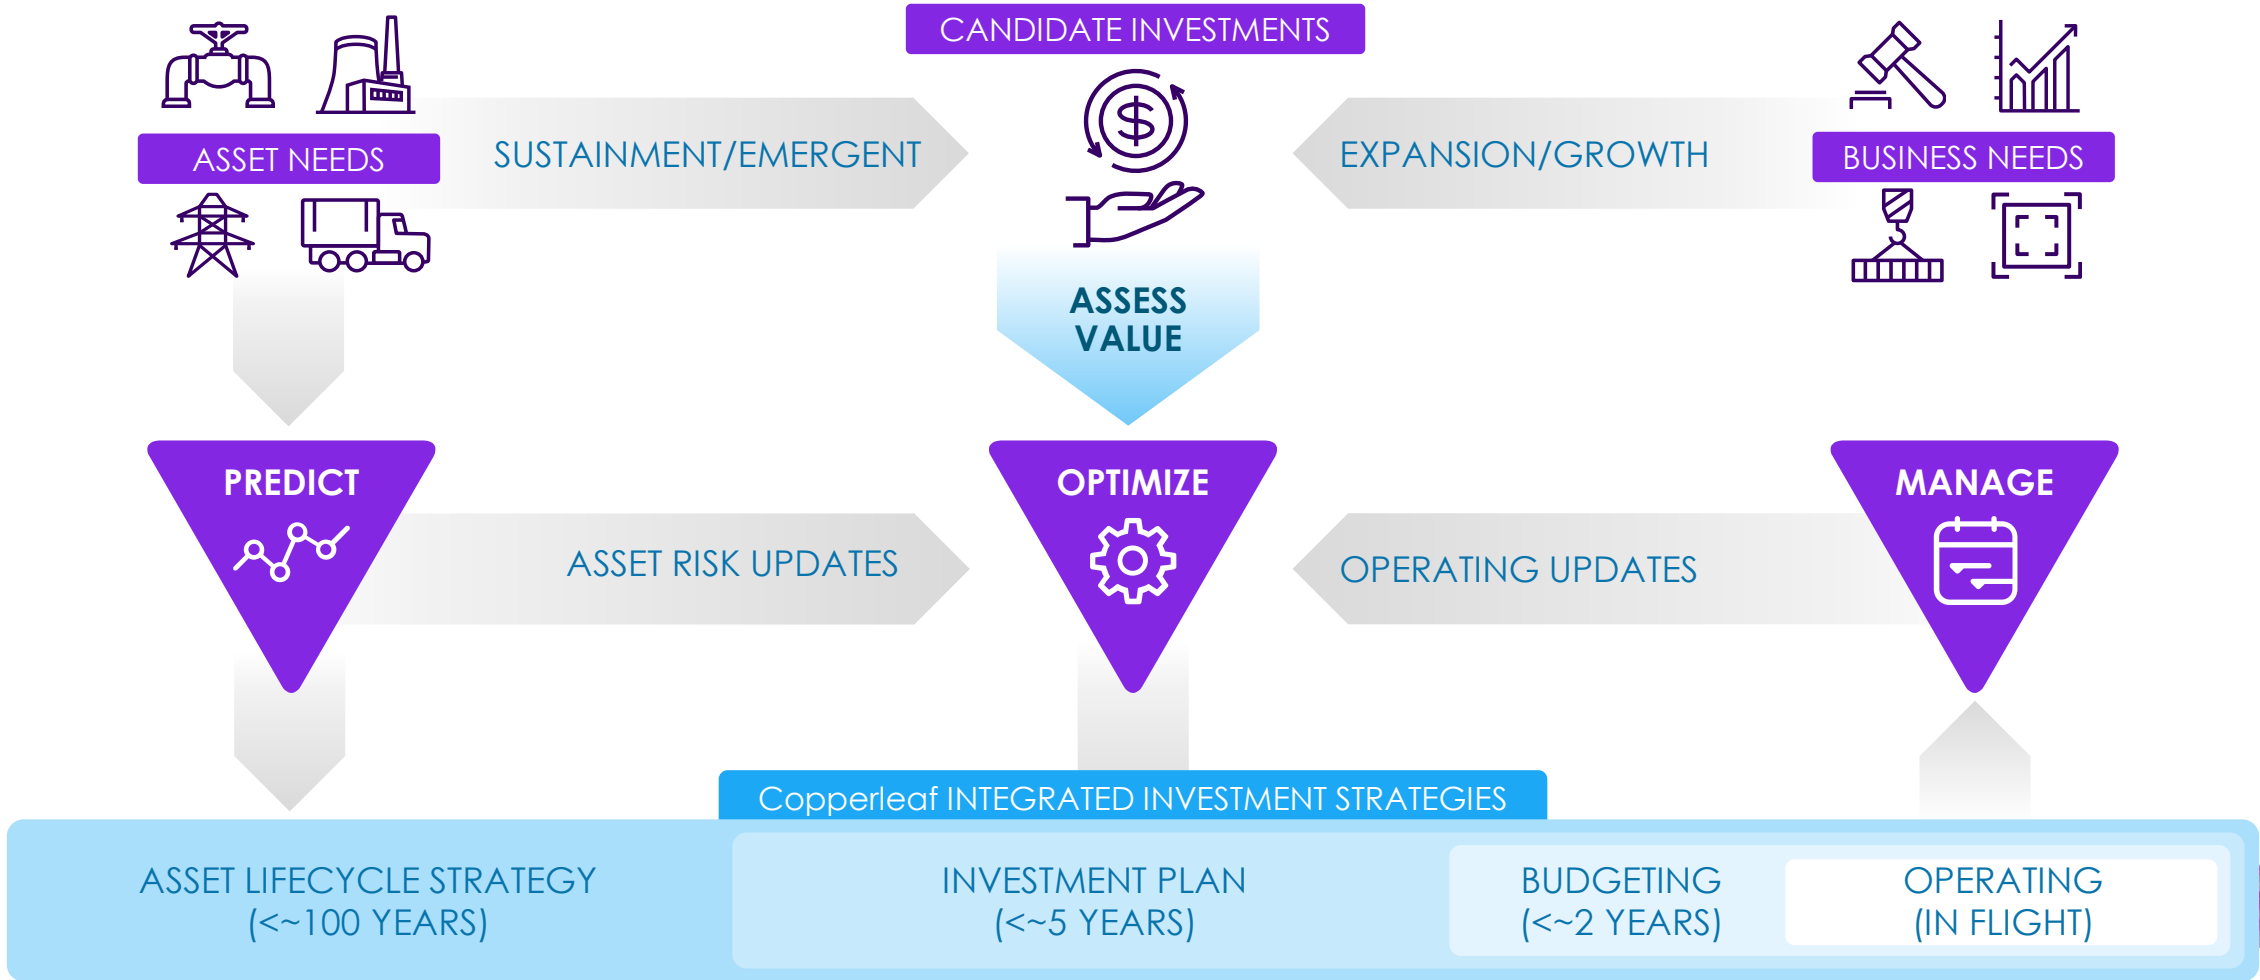 CANDIDATE INVESTMENTS
ASSET NEEDS
SUSTAINMENT/EMERGENT
EXPANSION/GROWTH
BUSINESS NEEDS
ASSESS
VALUE
PREDICT
OPTIMIZE
MANAGE
ASSET RISK UPDATES
OPERATING UPDATES
Copperleaf INTEGRATED INVESTMENT STRATEGIES
ASSET LIFECYCLE STRATEGY
(<~100 YEARS)
INVESTMENT PLAN
(<~5 YEARS)
BUDGETING
(<~2 YEARS)
OPERATING
(IN FLIGHT)